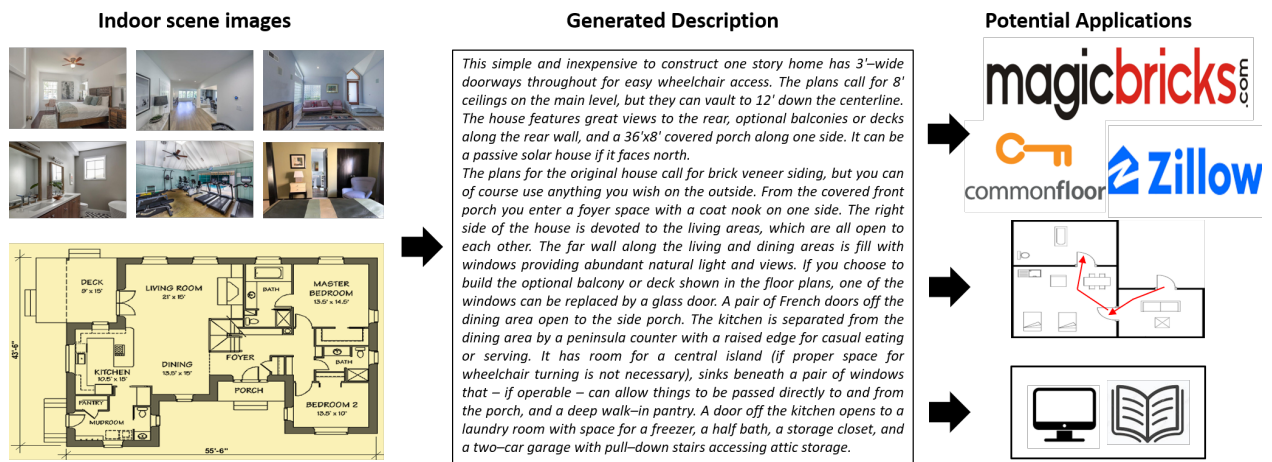 Indoor scene images
Generated Description
Potential Applications
This simple and inexpensive to construct one story home has 3'–wide
doorways throughout for easy wheelchair access. The plans call for 8'
ceilings on the main level, but they can vault to 12' down the centerline.
The house features great views to the rear, optional balconies or decks
along the rear wall, and a 36'x8' covered porch along one side. It can be
a passive solar house if it faces north.
The plans for the original house call for brick veneer siding, but you can
of course use anything you wish on the outside. From the covered front
porch you enter a foyer space with a coat nook on one side. The right
side of the house is devoted to the living areas, which are all open to
each other. The far wall along the living and dining areas is fill with
windows providing abundant natural light and views. If you choose to
build the optional balcony or deck shown in the floor plans, one of the
windows can be replaced by a glass door. A pair of French doors off the
dining area open to the side porch. The kitchen is separated from the
dining area by a peninsula counter with a raised edge for casual eating
or serving. It has room for a central island (if proper space for
wheelchair turning is not necessary), sinks beneath a pair of windows
that – if operable – can allow things to be passed directly to and from
the porch, and a deep walk–in pantry. A door off the kitchen opens to a
laundry room with space for a freezer, a half bath, a storage closet, and
a two–car garage with pull–down stairs accessing attic storage.
magicbricks.com
commonfloor
Zillow
DECK
9' x 15'
LIVING ROOM
21' x 15'
BATH
MASTER
BEDROOM
13.5' x 14.5'
43'-6"
KITCHEN
10.5' x 15'
DINING
13.5' x 15'
FOYER
BATH
PANTRY
PORCH
BEDROOM 2
13.5' x 10'
MUDROOM
55'-6"